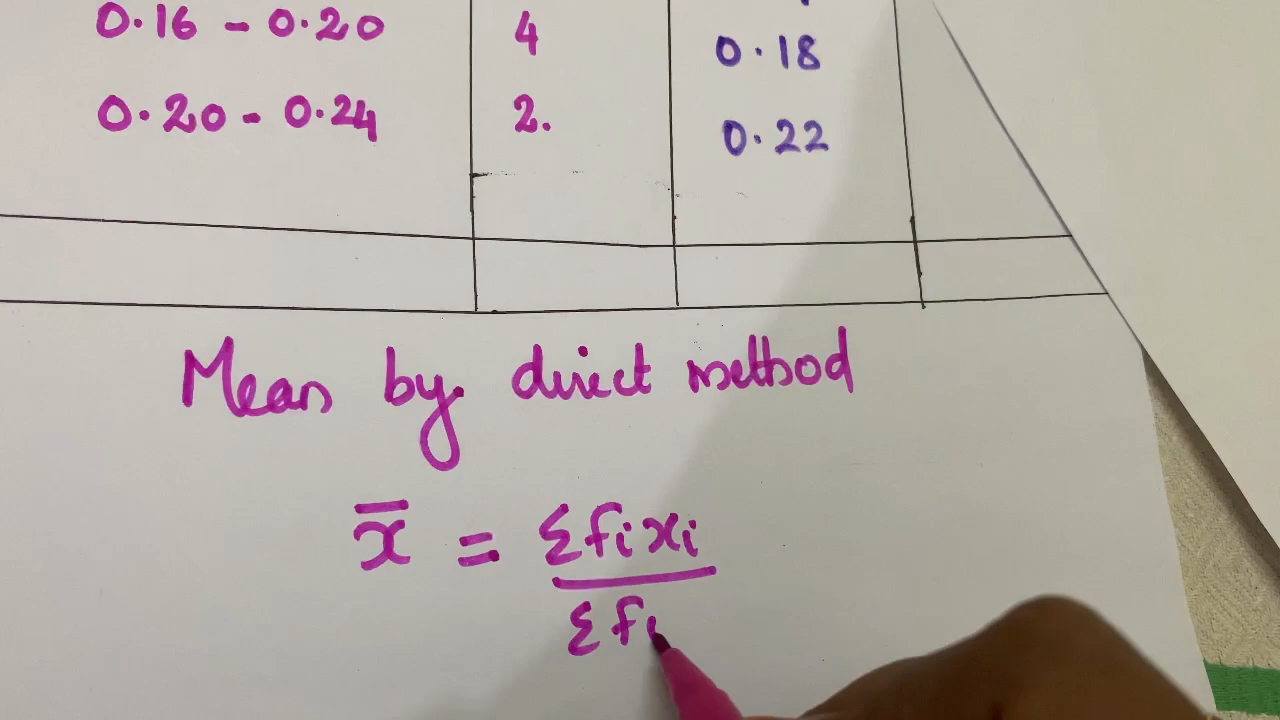 0.16 - 0.20 4 0.18
0.20 - 0.24 2. 0.22
Mean by direct method
x̄ = Σfixi
Σfi